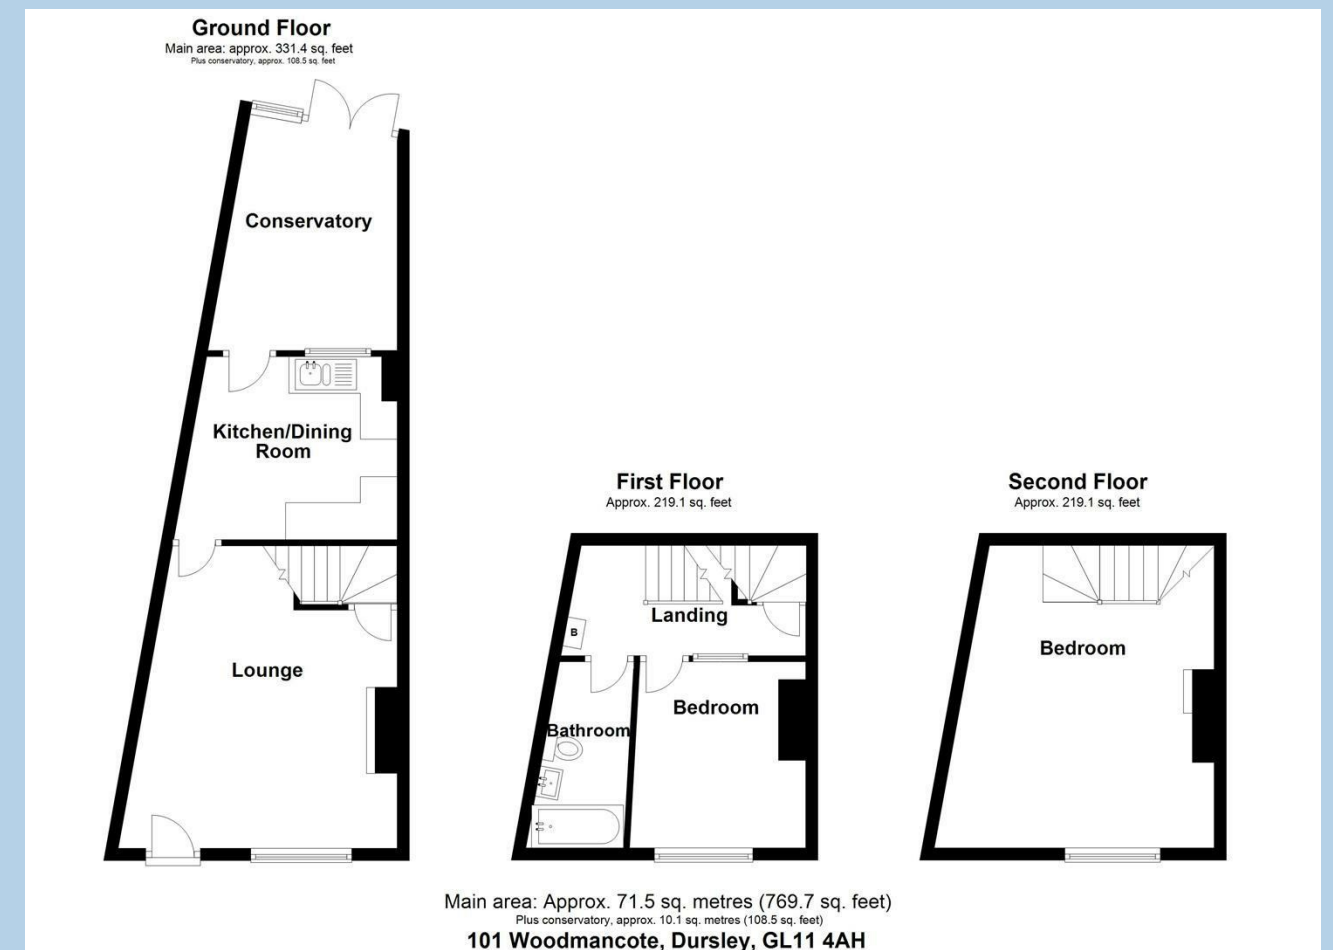 Ground Floor
Main area: approx. 331.4 sq. feet
Plus conservatory, approx. 108.5 sq. feet
Conservatory
Kitchen/Dining
Room
Lounge
First Floor
Approx. 219.1 sq. feet
Landing
B
Bedroom
Bathroom
Second Floor
Approx. 219.1 sq. feet
Bedroom
Main area: Approx. 71.5 sq. metres (769.7 sq. feet)
Plus conservatory, approx. 10.1 sq. metres (108.5 sq. feet)
101 Woodmancote, Dursley, GL11 4AH